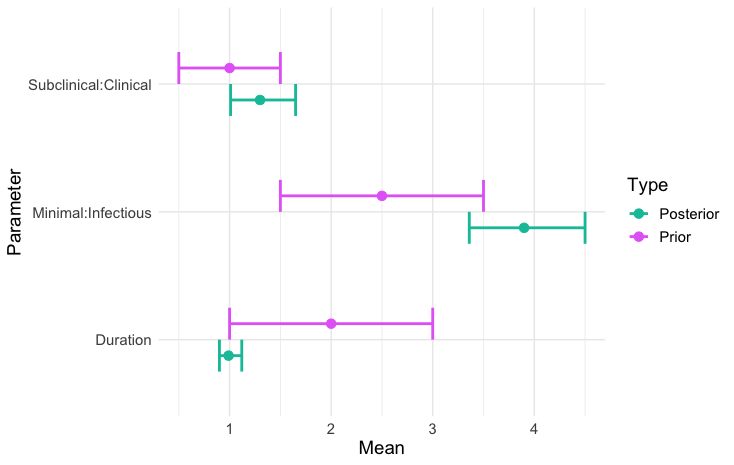 Subclinical:Clinical
Minimal:Infectious
Duration
Parameter
1 2 3 4
Mean
Type
Posterior
Prior